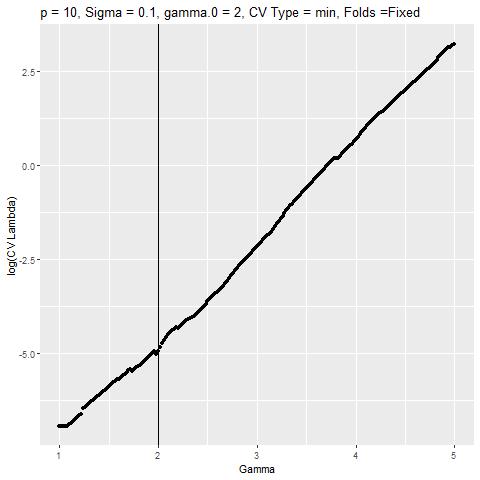 p = 10, Sigma = 0.1, gamma.0 = 2, CV Type = min, Folds =Fixed
log(CV Lambda)
2.5
0.0
-2.5
-5.0
1 2 3 4 5
Gamma